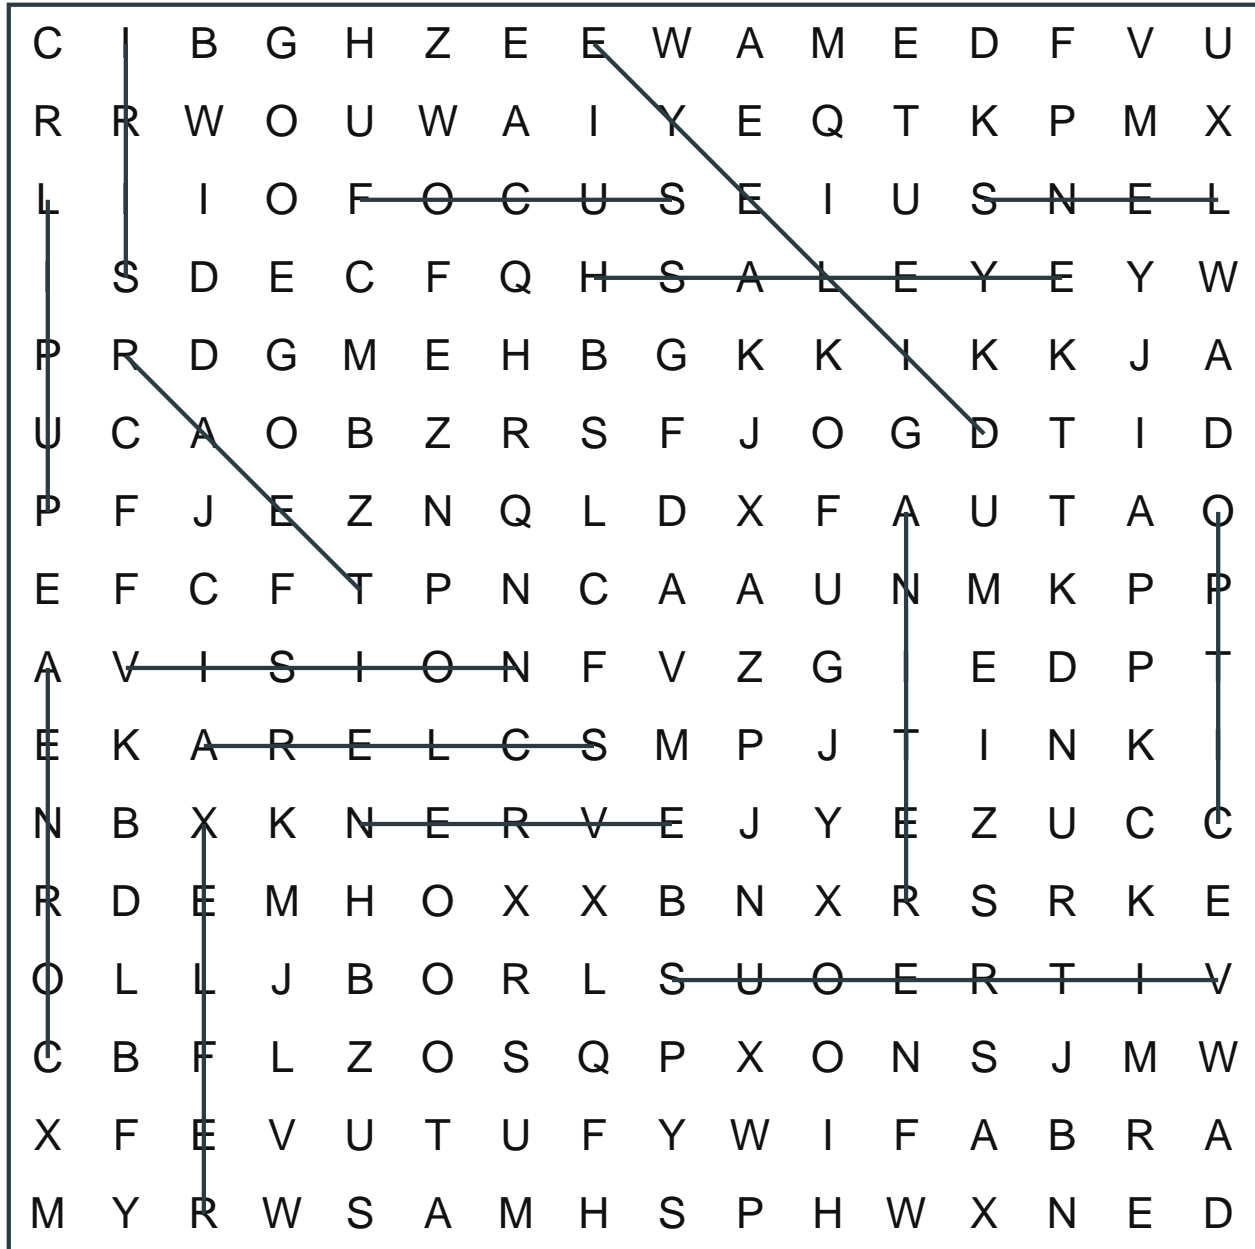 C I B G H Z E E W A M E D F V U
R R W O U W A I Y E Q T K P M X
L I I O F O C U S E I U S N E L
I S D E C F Q H S A L E Y E Y W
P R D G M E H B G K K I K K J A
U C A O B Z R S F J O G D T I D
P F J E Z N Q L D X F A U T A O
E F C F T P N C A A U N M K P P
A V I S I O N F V Z G I E D P T
E K A R E L C S M P J T I N K I
N B X K N E R V E J Y E Z U C C
R D E M H O X X B N X R S R K E
O L L J B O R L S U O E R T I V
C B F L Z O S Q P X O N S J M W
X F E V U T U F Y W I F A B R A
M Y R W S A M H S P H W X N E D